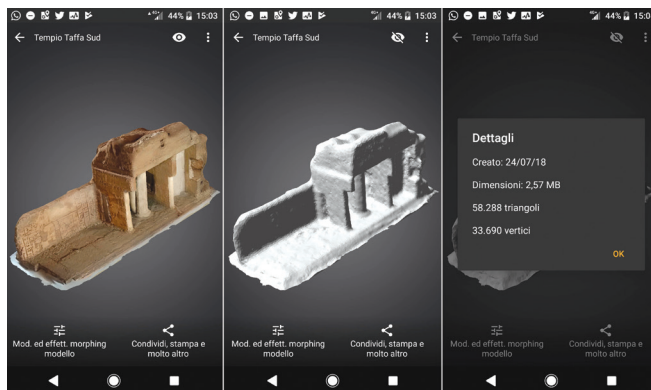 44% 15:03
Tempio Taffa Sud
Mod. ed effett. morphing
modello
Condividi, stampa e
molto altro
44% 15:03
Tempio Taffa Sud
Mod. ed effett. morphing
modello
Condividi, stampa e
molto altro
44% 15:0
Tempio Taffa Sud
Dettagli
Creato: 24/07/18
Dimensioni: 2,57 MB
58.288 triangoli
33.690 vertici
OK
Mod. ed effett. morphing
modello
Condividi, stampa e
molto altro